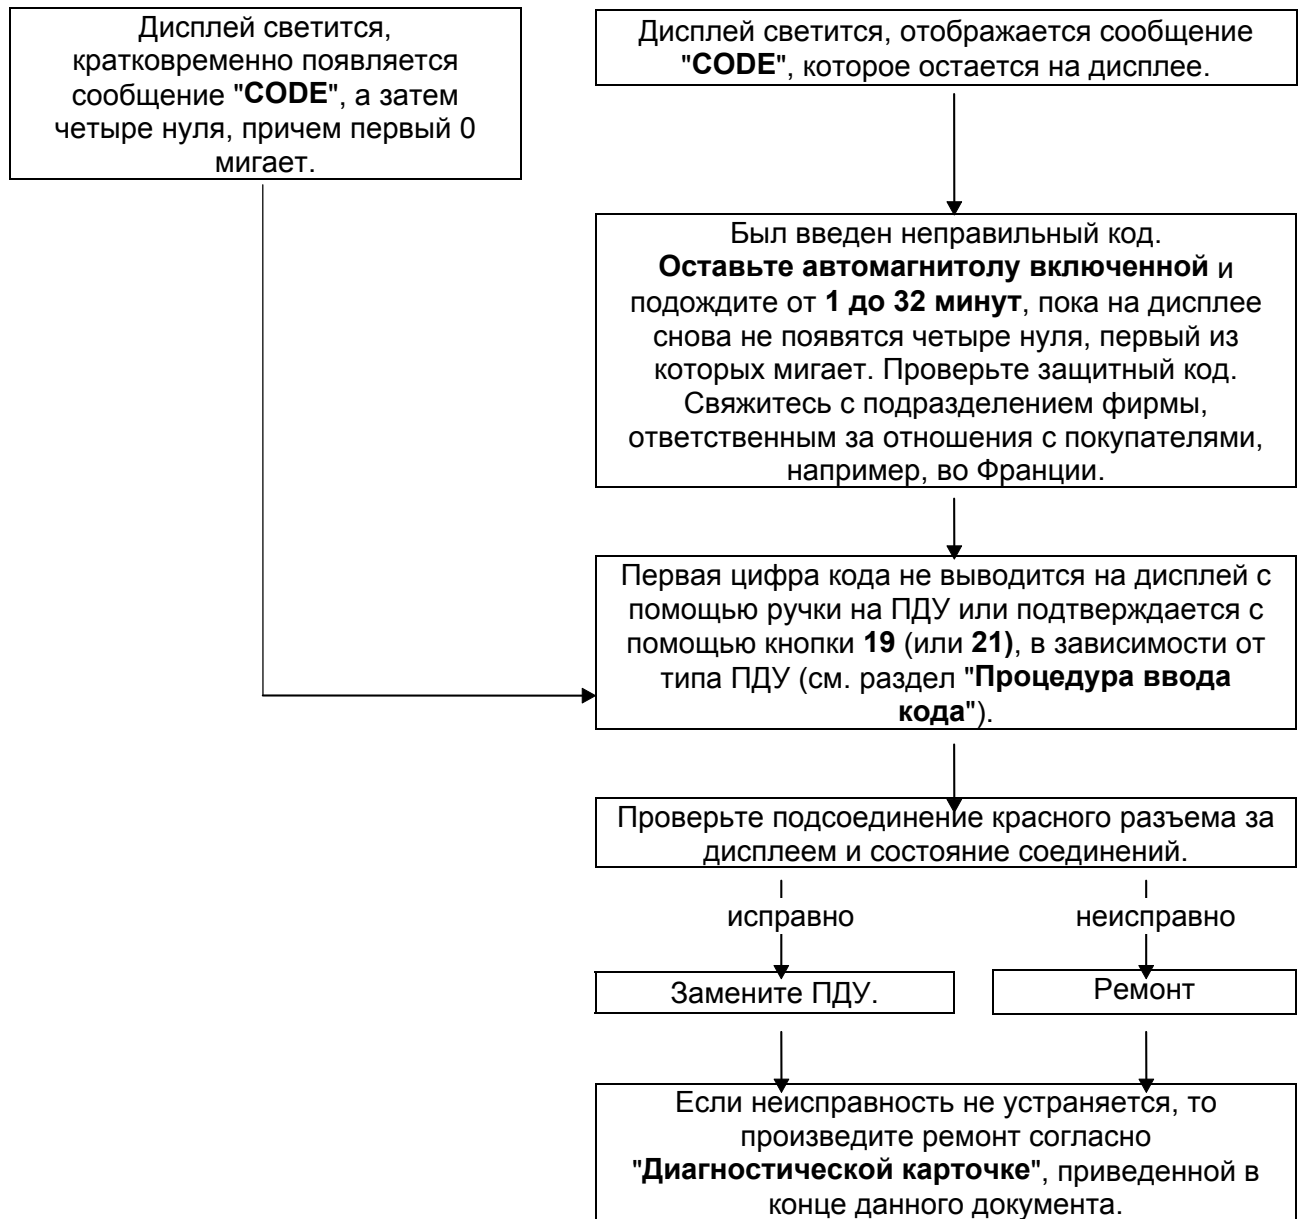 Дисплей светится,
кратковременно появляется
сообщение "CODE", а затем
четыре нуля, причем первый 0
мигает.
Дисплей светится, отображается сообщение
"CODE", которое остается на дисплее.
Был введен неправильный код.
Оставьте автомагнитолу включенной и
подождите от 1 до 32 минут, пока на дисплее
снова не появятся четыре нуля, первый из
которых мигает. Проверьте защитный код.
Свяжитесь с подразделением фирмы,
ответственным за отношения с покупателями,
например, во Франции.
Первая цифра кода не выводится на дисплей с
помощью ручки на ПДУ или подтверждается с
помощью кнопки 19 (или 21), в зависимости от
типа ПДУ (см. раздел "Процедура ввода
кода").
Проверьте подсоединение красного разъема за
дисплеем и состояние соединений.
исправно
неисправно
Замените ПДУ.
Ремонт
Если неисправность не устраняется, то
произведите ремонт согласно
"Диагностической карточке", приведенной в
конце данного документа.